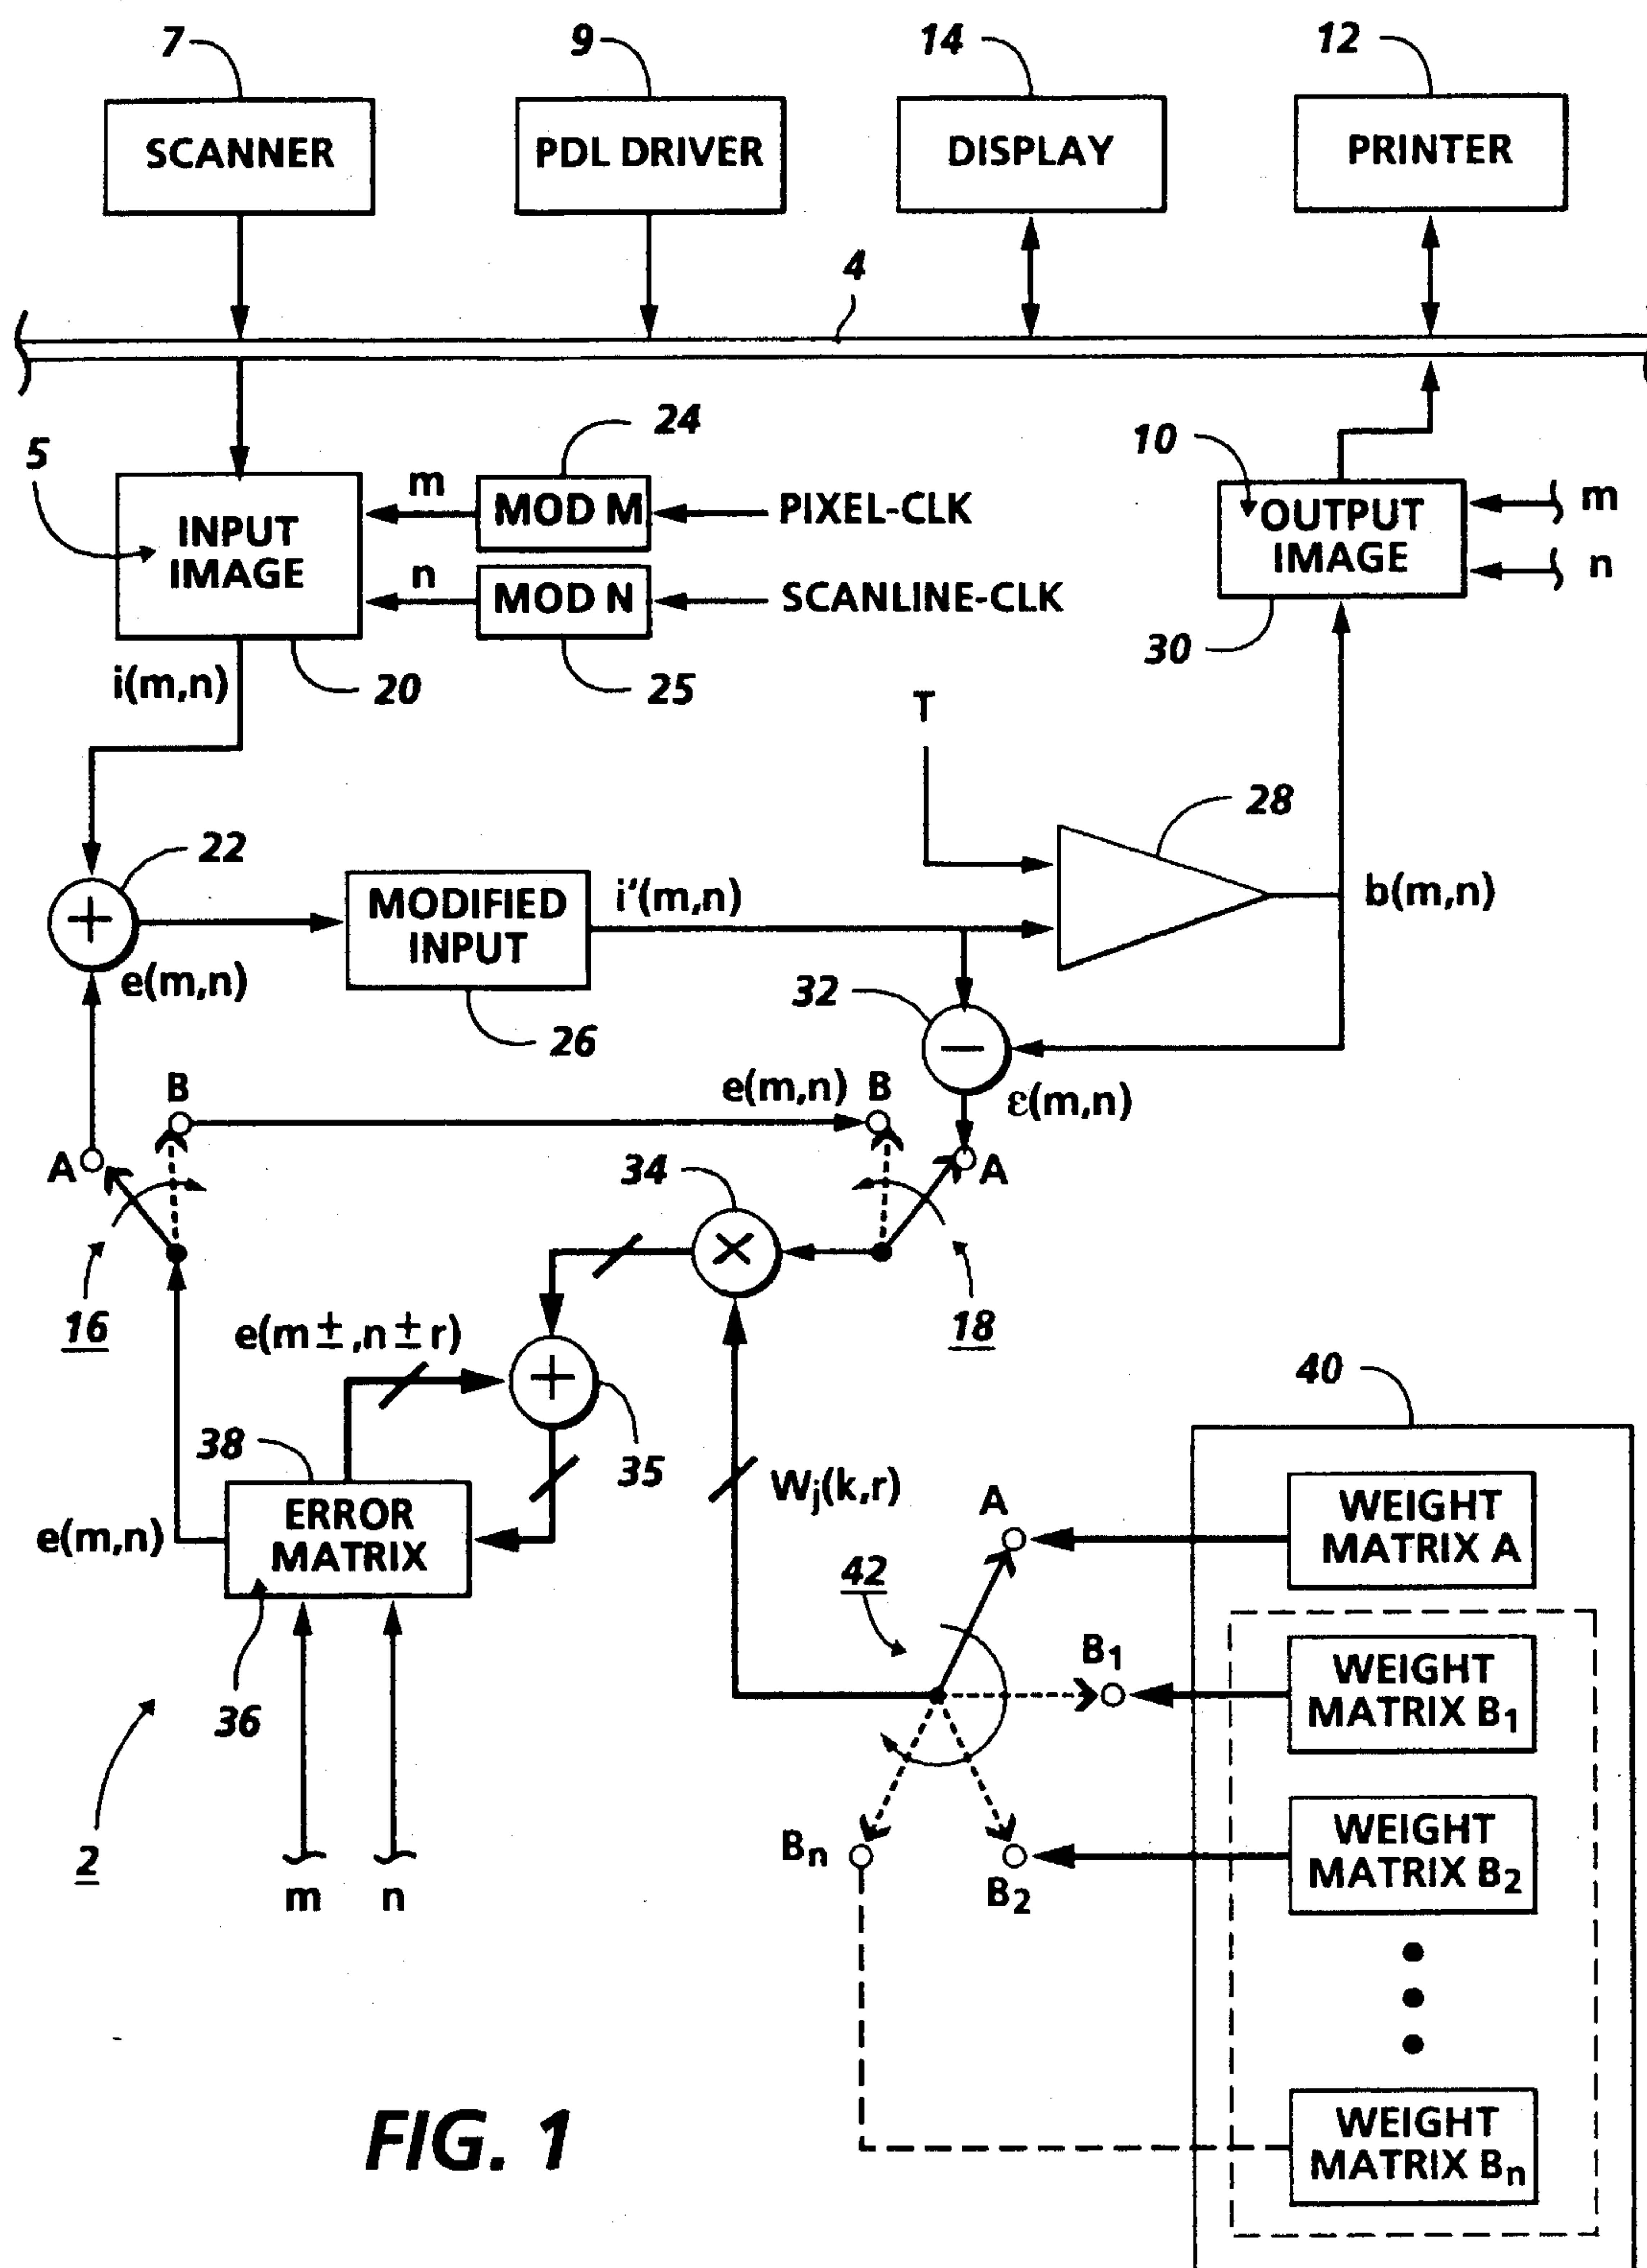 7
9
14
12
SCANNER
PDL DRIVER
DISPLAY
PRINTER
4
24
10
5
INPUT
IMAGE
m
MOD M
PIXEL-CLK
n
MOD N
SCANLINE-CLK
OUTPUT
IMAGE
m
n
i(m,n)
20
25
30
T
28
22
MODIFIED
INPUT
i'(m,n)
b(m,n)
e(m,n)
26
32
B
e(m,n)
B
ε(m,n)
A
34
A
16
e(m±,n±r)
18
40
38
35
ERROR
MATRIX
e(m,n)
Wj(k,r)
A
WEIGHT
MATRIX A
42
36
B1
WEIGHT
MATRIX B1
2
Bn
B2
WEIGHT
MATRIX B2
m
n
FIG. 1
WEIGHT
MATRIX Bn